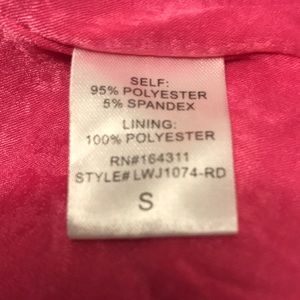 SELF:
95% POLYESTER
5% SPANDEX
LINING:
100% POLYESTER
RN#164311
STYLE# LWJ1074-RD
S